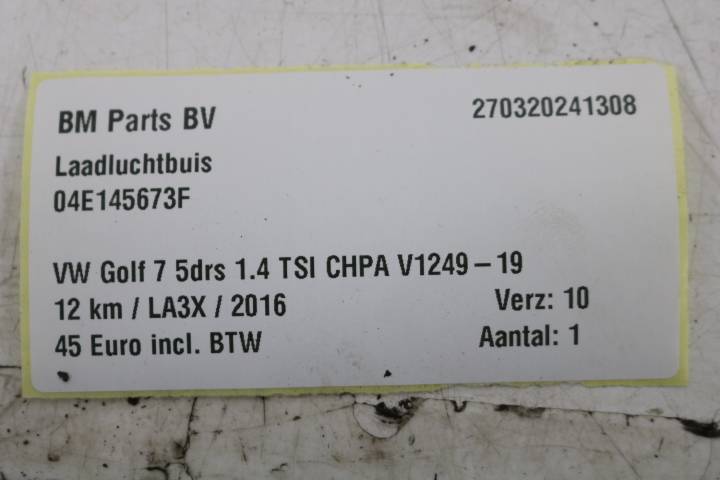 BM Parts BV 270320241308
Laadluchtbuis
04E145673F
VW Golf 7 5drs 1.4 TSI CHPA V1249-19
12 km / LA3X / 2016 Verz: 10
45 Euro incl. BTW Aantal: 1